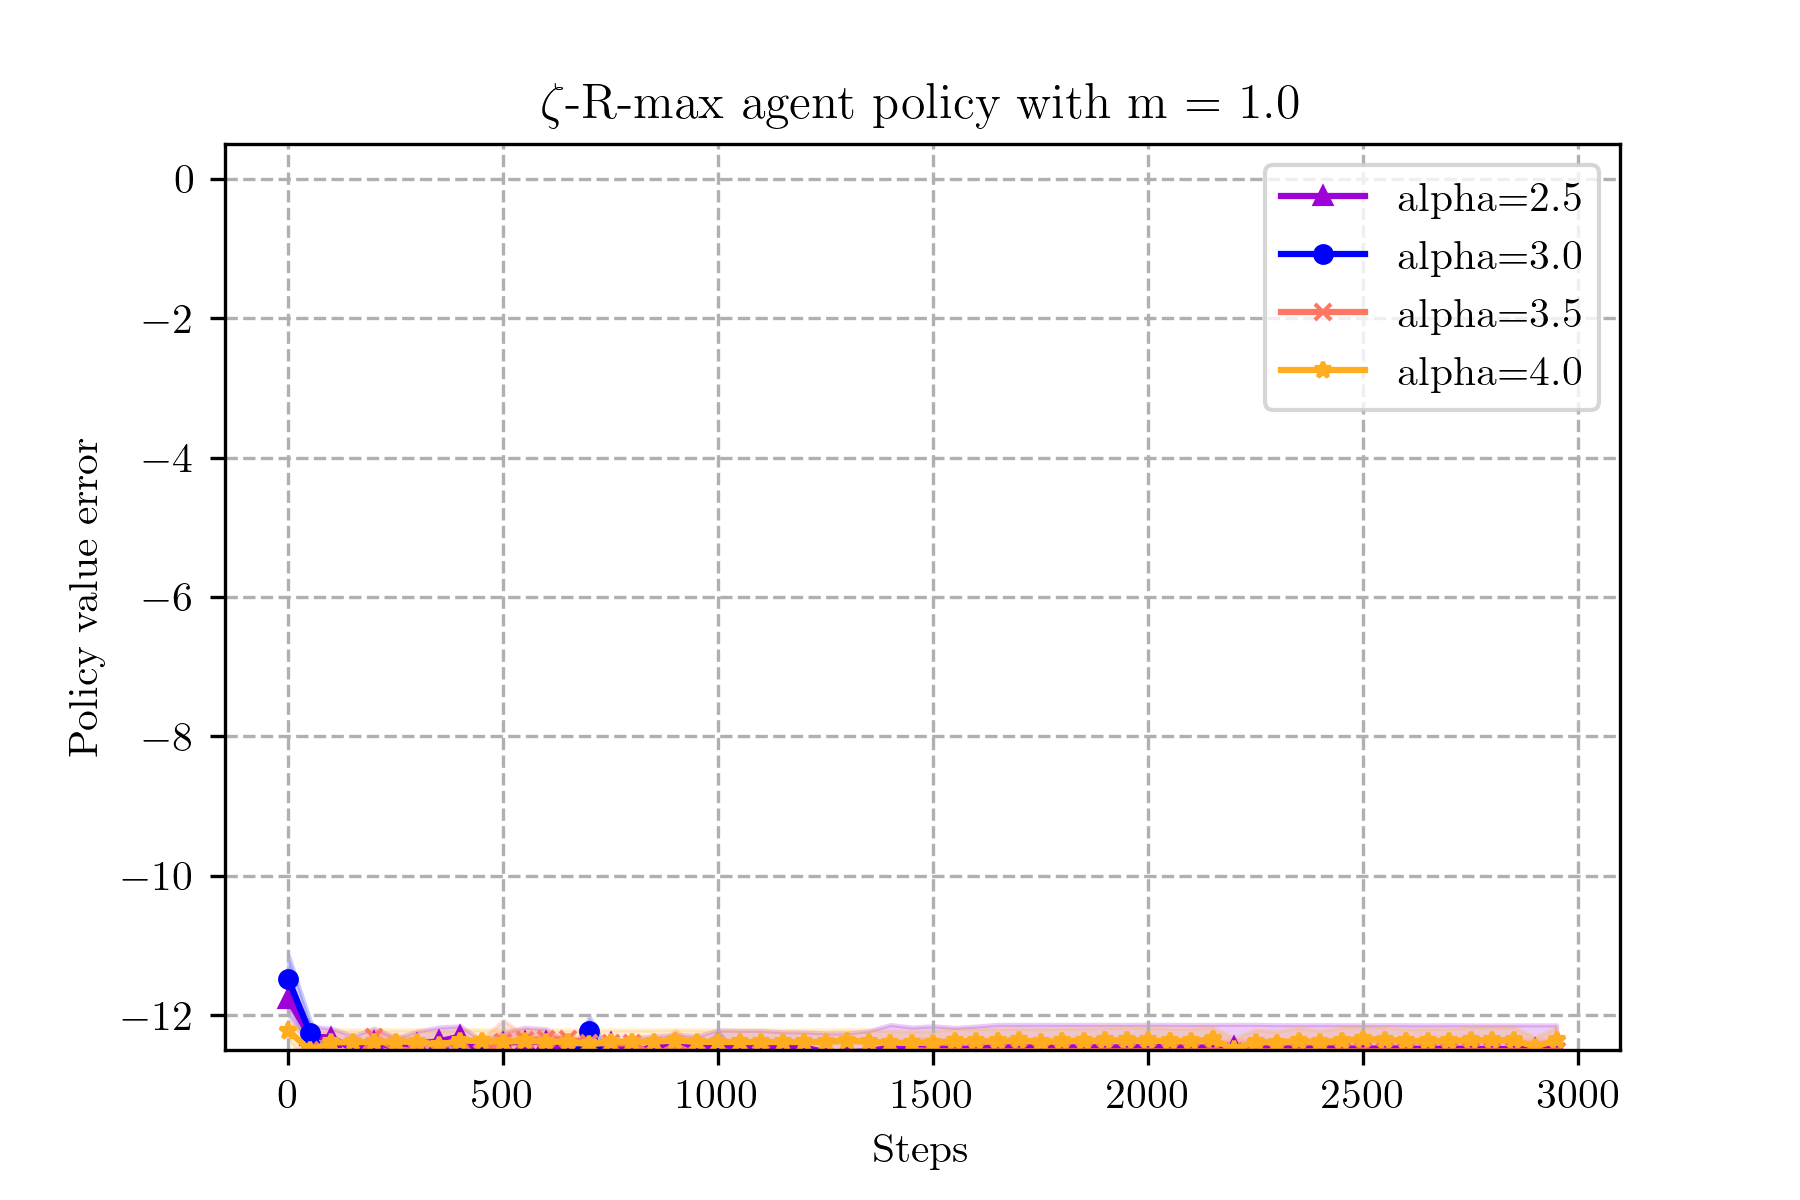 ζ-R-max agent policy with m = 1.0
0
−2
−4
−6
−8
−10
−12
Policy value error
alpha=2.5
alpha=3.0
alpha=3.5
alpha=4.0
0 500 1000 1500 2000 2500 3000
Steps